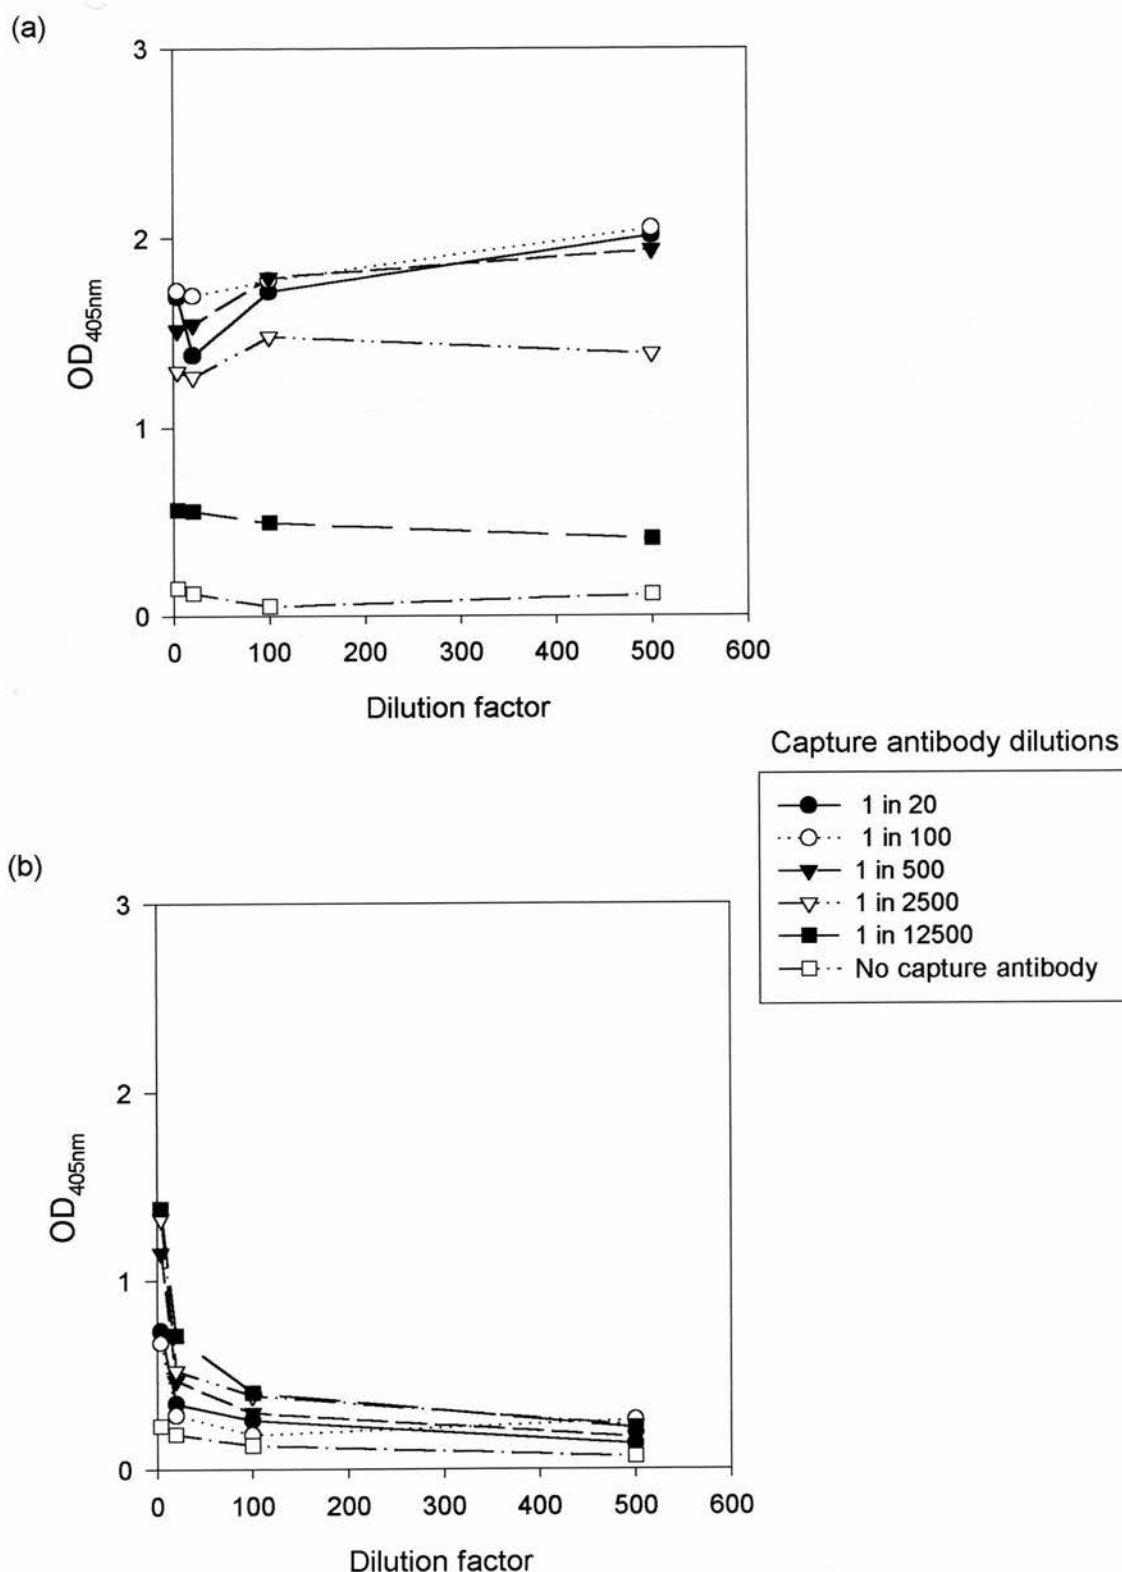 (a)
3
2
1
0
OD405nm
0 100 200 300 400 500 600
Dilution factor
Capture antibody dilutions
1 in 20
1 in 100
1 in 500
1 in 2500
1 in 12500
No capture antibody
(b)
3
2
1
0
OD405nm
0 100 200 300 400 500 600
Dilution factor